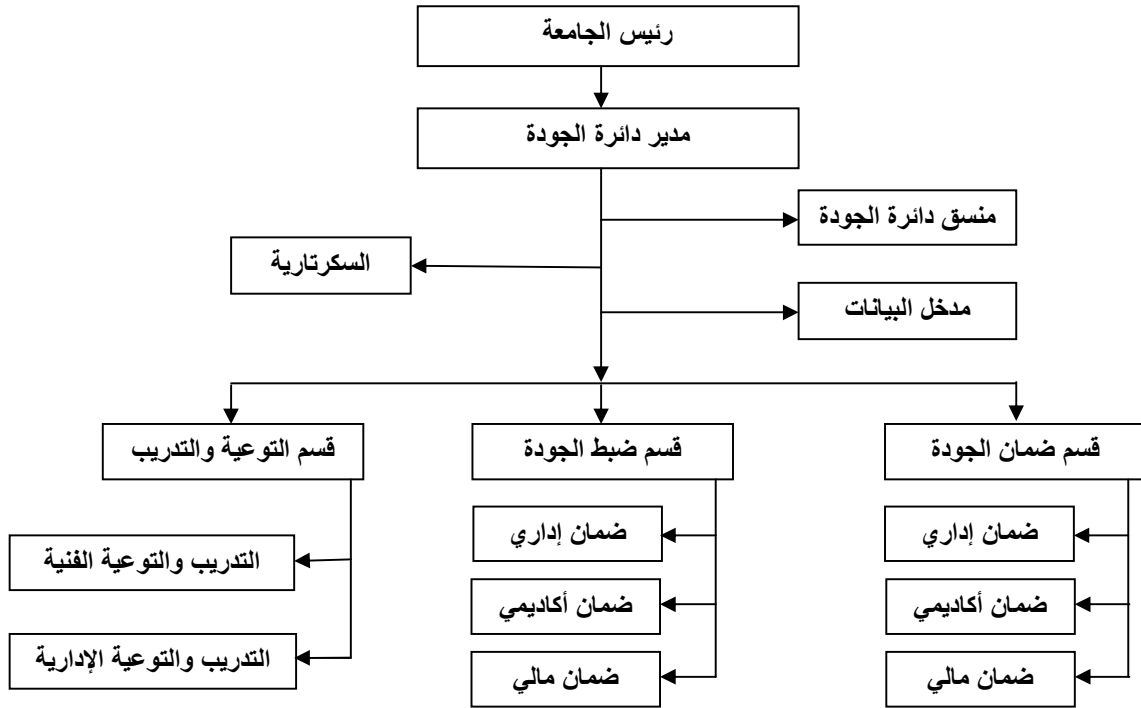 رئيس الجامعة
مدير دائرة الجودة
منسق دائرة الجودة
السكرتارية
مدخل البيانات
قسم ضمان الجودة
قسم ضبط الجودة
قسم التوعية والتدريب
ضمان إداري
ضمان إداري
التدريب والتوعية الفنية
ضمان أكاديمي
ضمان أكاديمي
التدريب والتوعية الإدارية
ضمان مالي
ضمان مالي